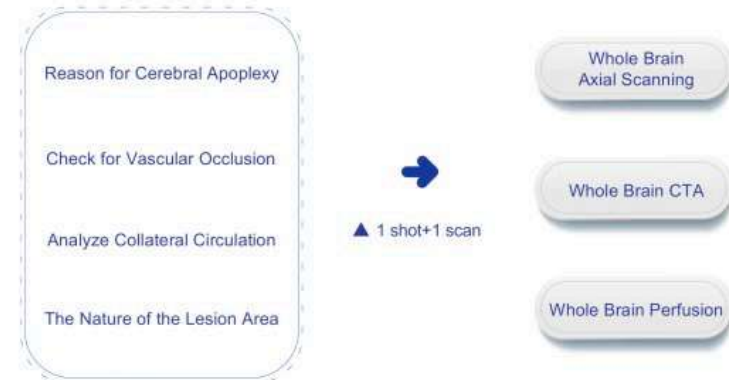 Reason for Cerebral Apoplexy
Check for Vascular Occlusion
Analyze Collateral Circulation
The Nature of the Lesion Area
▲ 1 shot+1 scan
Whole Brain
Axial Scanning
Whole Brain CTA
Whole Brain Perfusion